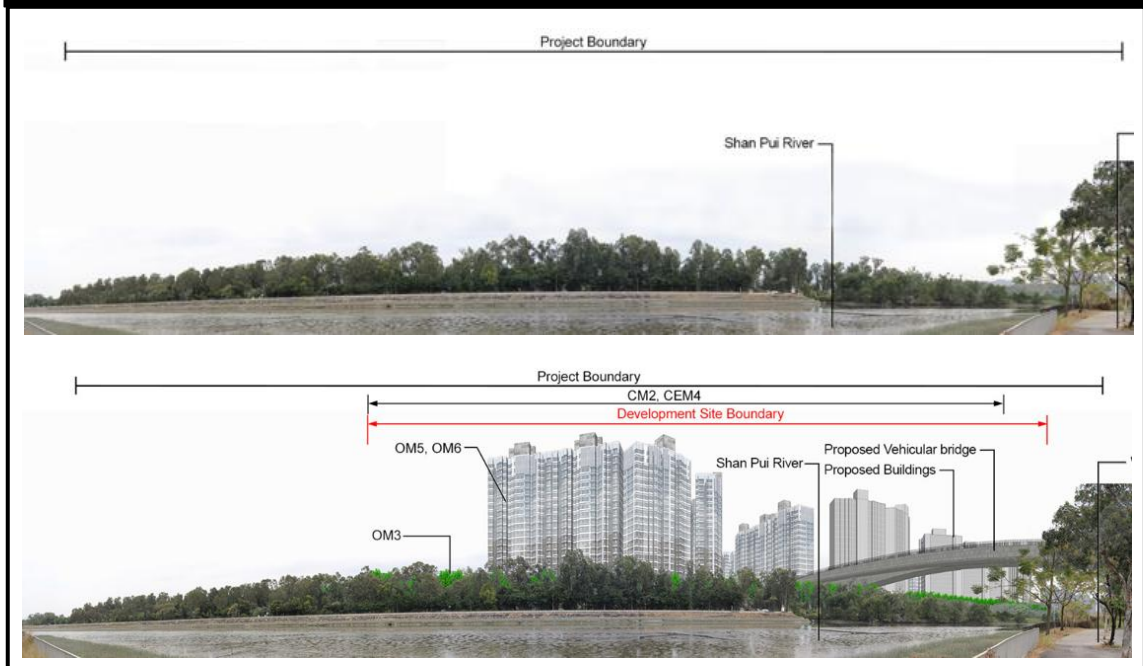 Project Boundary
Shan Pui River
Project Boundary
CM2, CEM4
Development Site Boundary
OM5, OM6
Shan Pui River
Proposed Vehicular bridge
Proposed Buildings
OM3